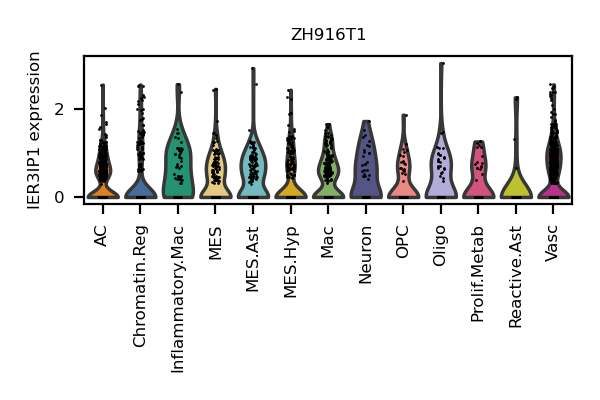 ZH916T1
IER3IP1 expression
2
0
AC
Chromatin.Reg
Inflammatory.Mac
MES
MES.Ast
MES.Hyp
Mac
Neuron
OPC
Oligo
Prolif.Metab
Reactive.Ast
Vasc